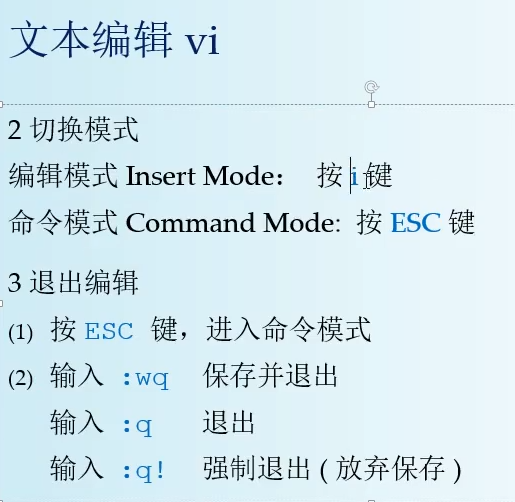 文本编辑 vi
2 切换模式
编辑模式 Insert Mode： 按 i 键
命令模式 Command Mode: 按 ESC 键
3 退出编辑
(1) 按 ESC 键，进入命令模式
(2) 输入 :wq 保存并退出
输入 :q 退出
输入 :q! 强制退出 ( 放弃保存 )